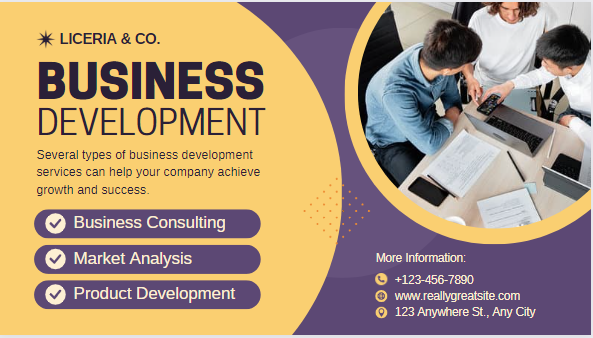 LICERIA & CO.
BUSINESS
DEVELOPMENT
Several types of business development
services can help your company achieve
growth and success.
Business Consulting
Market Analysis
Product Development
More Information:
+123-456-7890
www.reallygreatsite.com
123 Anywhere St., Any City